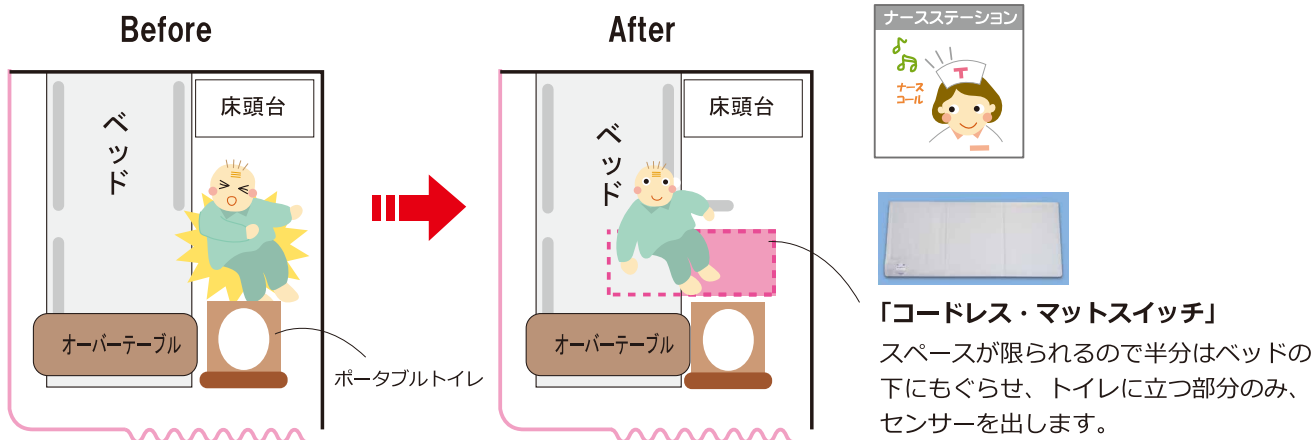 Before
ベッド
床頭台
オーバーテーブル
ポータブルトイレ
After
ベッド
床頭台
オーバーテーブル
ナースステーション
ナース
コール
T
「コードレス・マットスイッチ」
スペースが限られるので半分はベッドの
下にもぐらせ、トイレに立つ部分のみ、
センサーを出します。